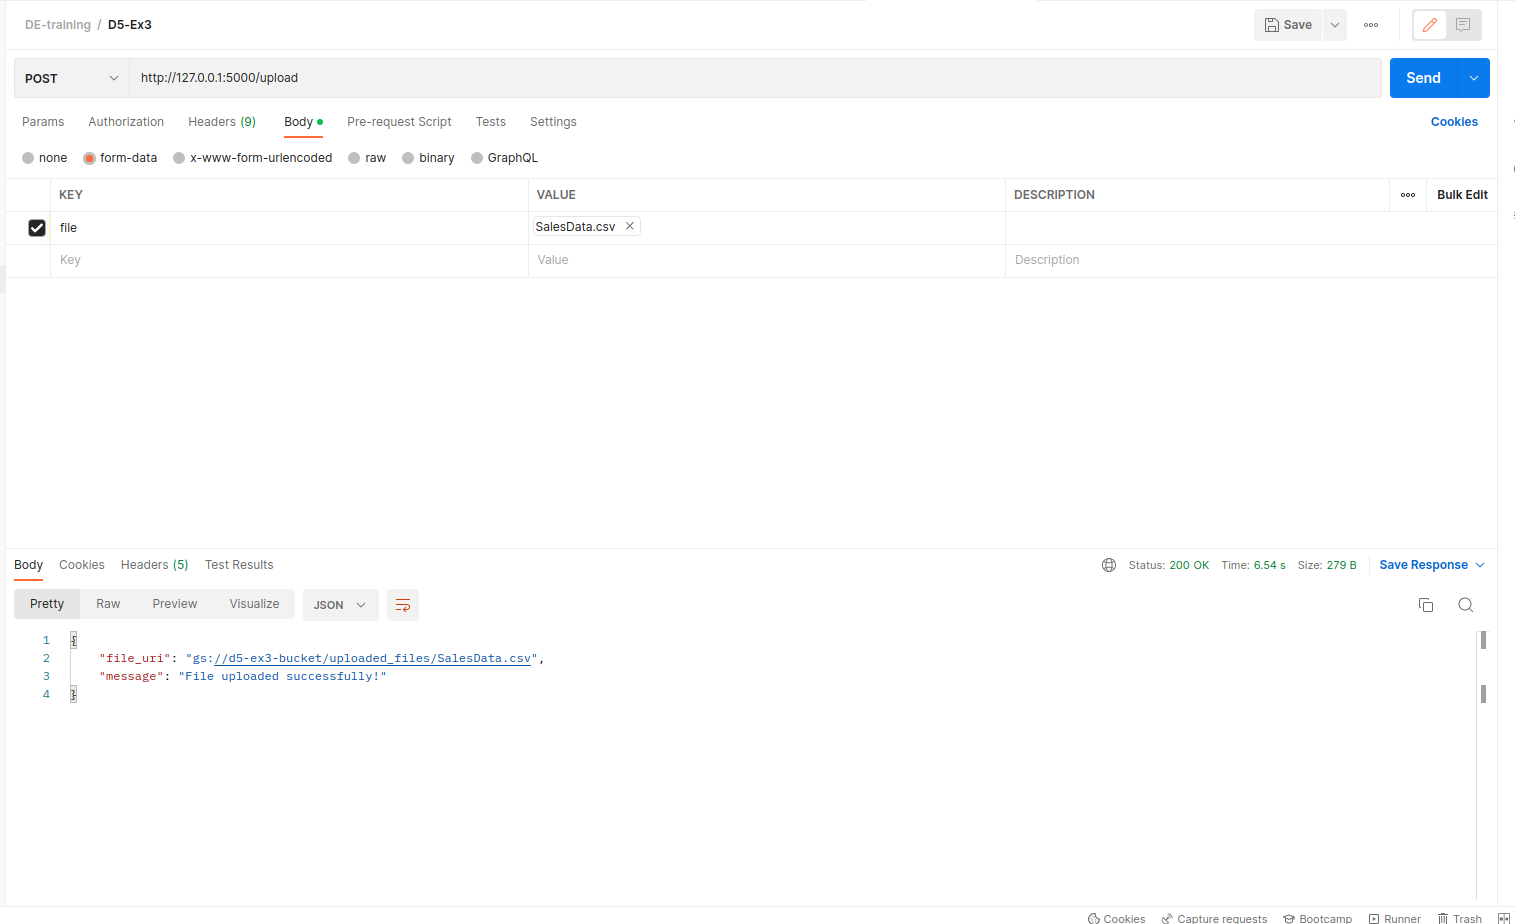 DE-training / D5-Ex3
Save
POST
http://127.0.0.1:5000/upload
Send
Params Authorization Headers (9) Body Pre-request Script Tests Settings
Cookies
none form-data x-www-form-urlencoded raw binary GraphQL
KEY VALUE DESCRIPTION Bulk Edit
file SalesData.csv
Key Value Description
Body Cookies Headers (5) Test Results
Status: 200 OK Time: 6.54 s Size: 279 B Save Response
Pretty Raw Preview Visualize JSON
1 {
2 "file_uri": "gs://d5-ex3-bucket/uploaded_files/SalesData.csv",
3 "message": "File uploaded successfully!"
4 }
Cookies Capture requests Bootcamp Runner Trash